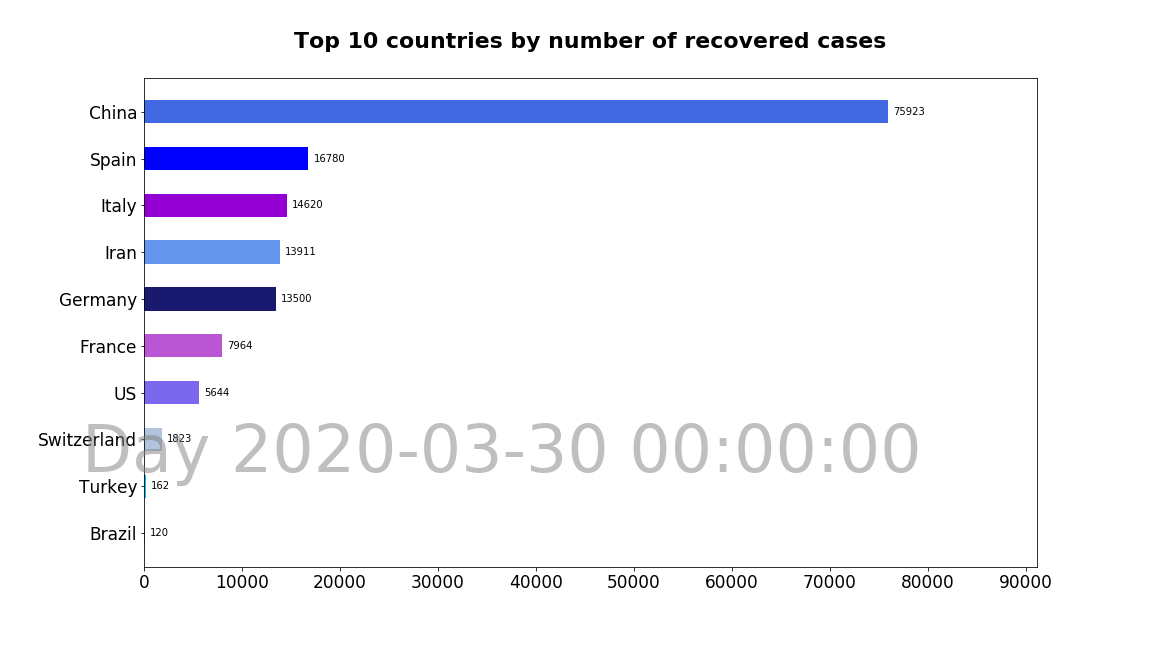 Top 10 countries by number of recovered cases
China 75923
Spain 16780
Italy 14620
Iran 13911
Germany 13500
France 7964
US 5644
Switzerland 1823
Day 2020-03-30 00:00:00
Turkey 162
Brazil 120
0 10000 20000 30000 40000 50000 60000 70000 80000 90000